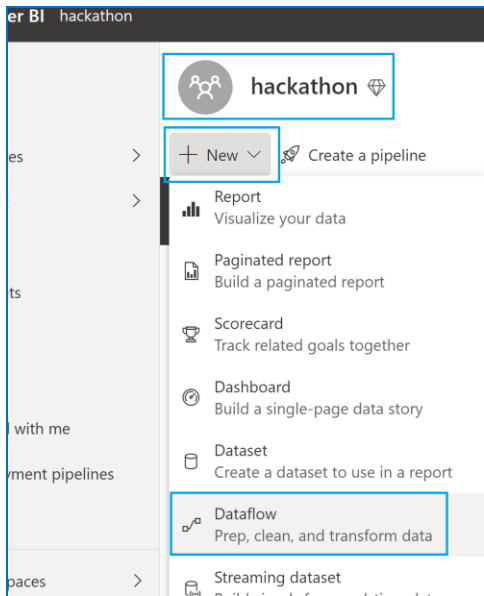 er BI hackathon
hackathon
es
+ New
Create a pipeline
Report
Visualize your data
Paginated report
Build a paginated report
ts
Scorecard
Track related goals together
Dashboard
Build a single-page data story
with me
Dataset
yment pipelines
Create a dataset to use in a report
Dataflow
Prep, clean, and transform data
paces
Streaming dataset